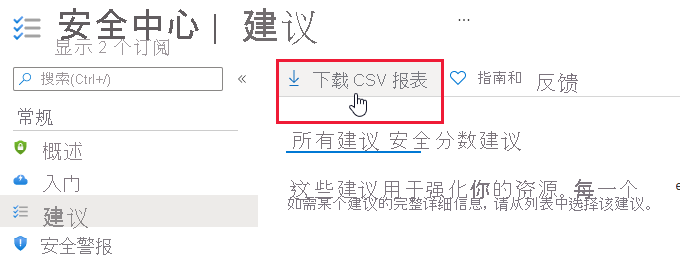 安全中心 | 建议 ...
显示 2 个订阅
搜索(Ctrl+/) «
下载 CSV 报表 指南和 反馈
常规
概述
入门
建议
安全警报
所有建议 安全分数建议
这些建议用于强化你的资源。每一个 e
如需某个建议的完整详细信息，请从列表中选择该建议。